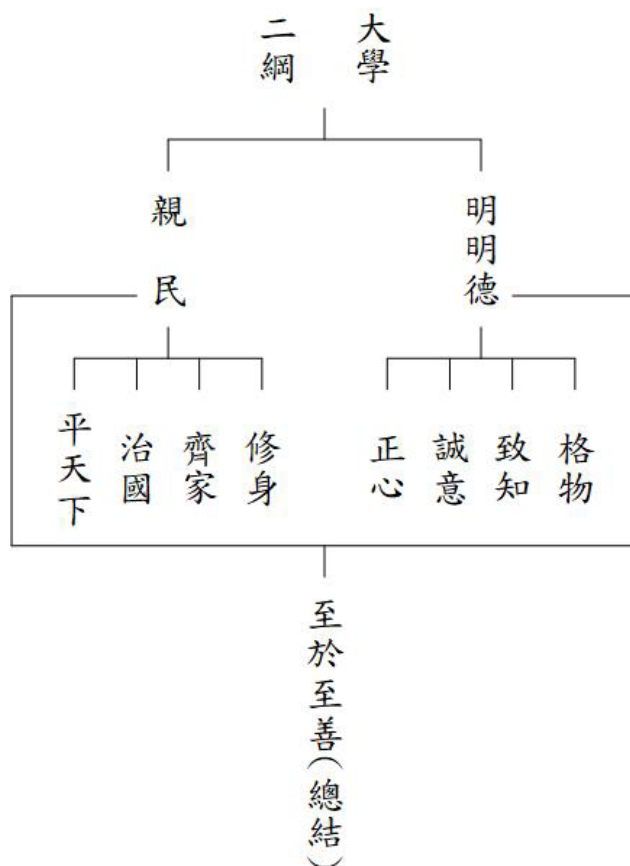 大學
二綱
明明德
親民
格物
致知
誠意
正心
修身
齊家
治國
平天下
至於至善(總結)